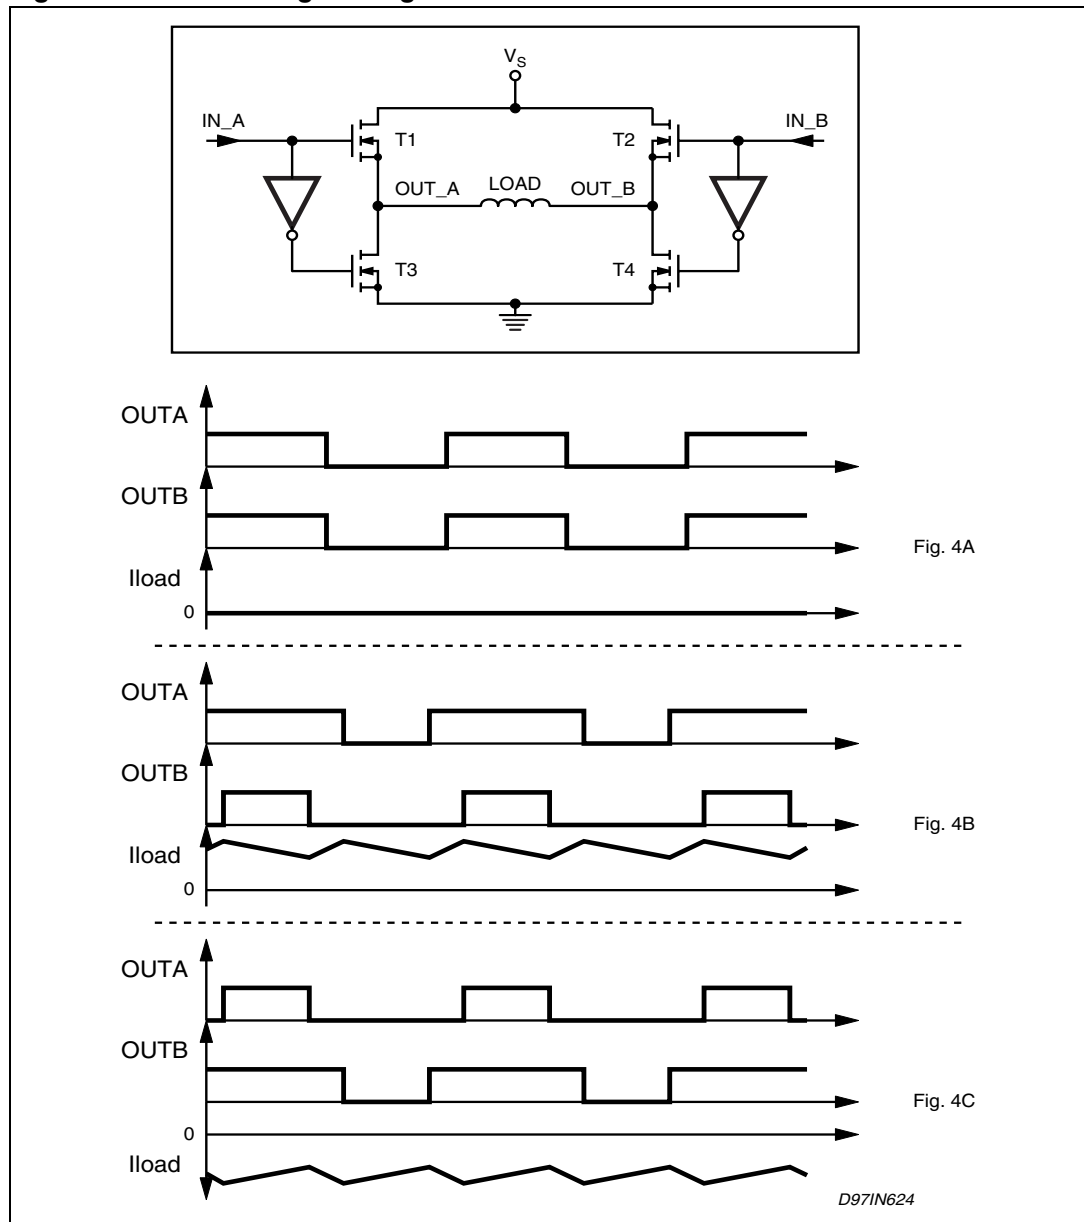 V_S
IN_A
IN_B
T1
T2
OUT_A
LOAD
OUT_B
T3
T4
OUTA
OUTB
Fig. 4A
Iload
0
OUTA
OUTB
Fig. 4B
Iload
0
OUTA
OUTB
Fig. 4C
0
Iload
D97IN624